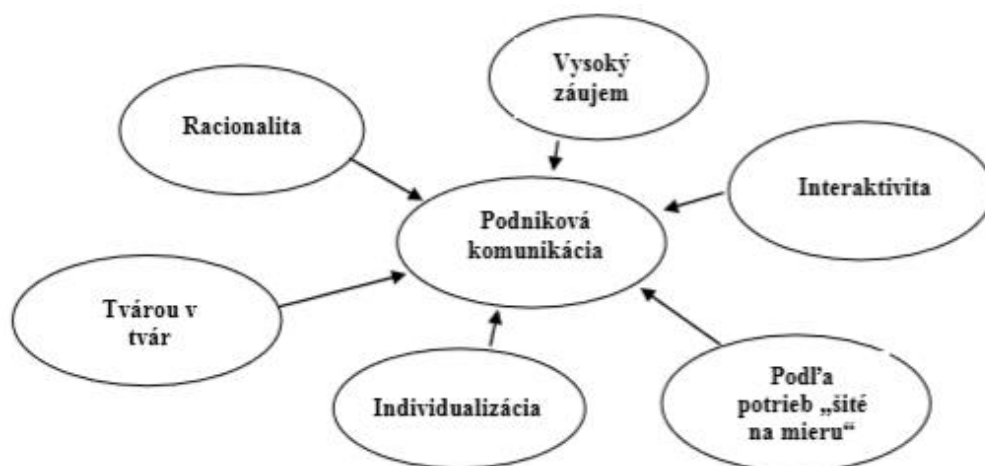 Vysoký
záujem
Racionalita
Interaktivita
Podniková
komunikácia
Tvárou v
tvár
Individualizácia
Podľa
potrieb „šité
na mieru“